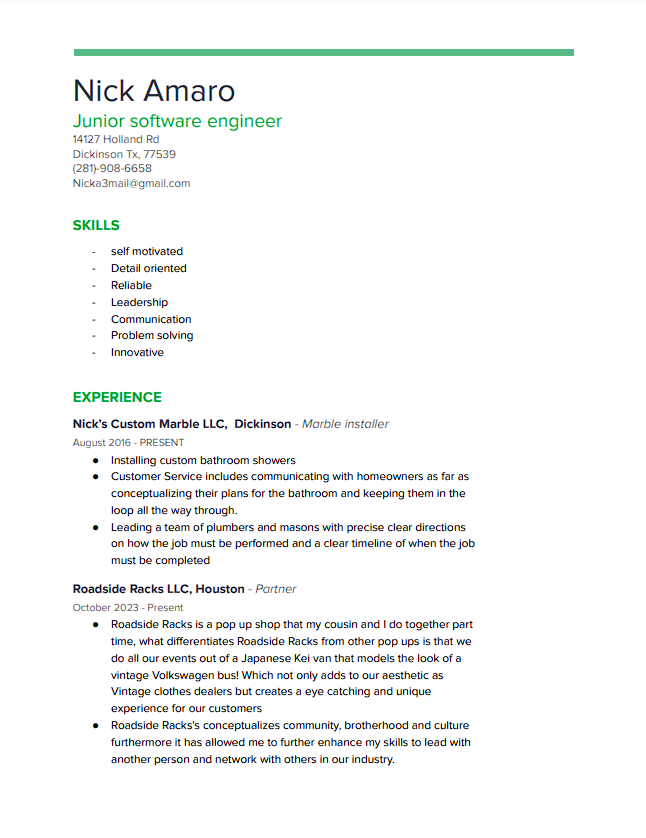 Nick Amaro
Junior software engineer
14127 Holland Rd
Dickinson Tx, 77539
(281)-908-6658
Nicka3mail@gmail.com
SKILLS
- self motivated
- Detail oriented
- Reliable
- Leadership
- Communication
- Problem solving
- Innovative
EXPERIENCE
Nick’s Custom Marble LLC,  Dickinson - Marble installer
August 2016 - PRESENT
● Installing custom bathroom showers
● Customer Service includes communicating with homeowners as far as
conceptualizing their plans for the bathroom and keeping them in the
loop all the way through.
● Leading a team of plumbers and masons with precise clear directions
on how the job must be performed and a clear timeline of when the job
must be completed
Roadside Racks LLC, Houston - Partner
October 2023 - Present
● Roadside Racks is a pop up shop that my cousin and I do together part
time, what differentiates Roadside Racks from other pop ups is that we
do all our events out of a Japanese Kei van that models the look of a
vintage Volkswagen bus! Which not only adds to our aesthetic as
Vintage clothes dealers but creates a eye catching and unique
experience for our customers
● Roadside Racks’s conceptualizes community, brotherhood and culture
furthermore it has allowed me to further enhance my skills to lead with
another person and network with others in our industry.